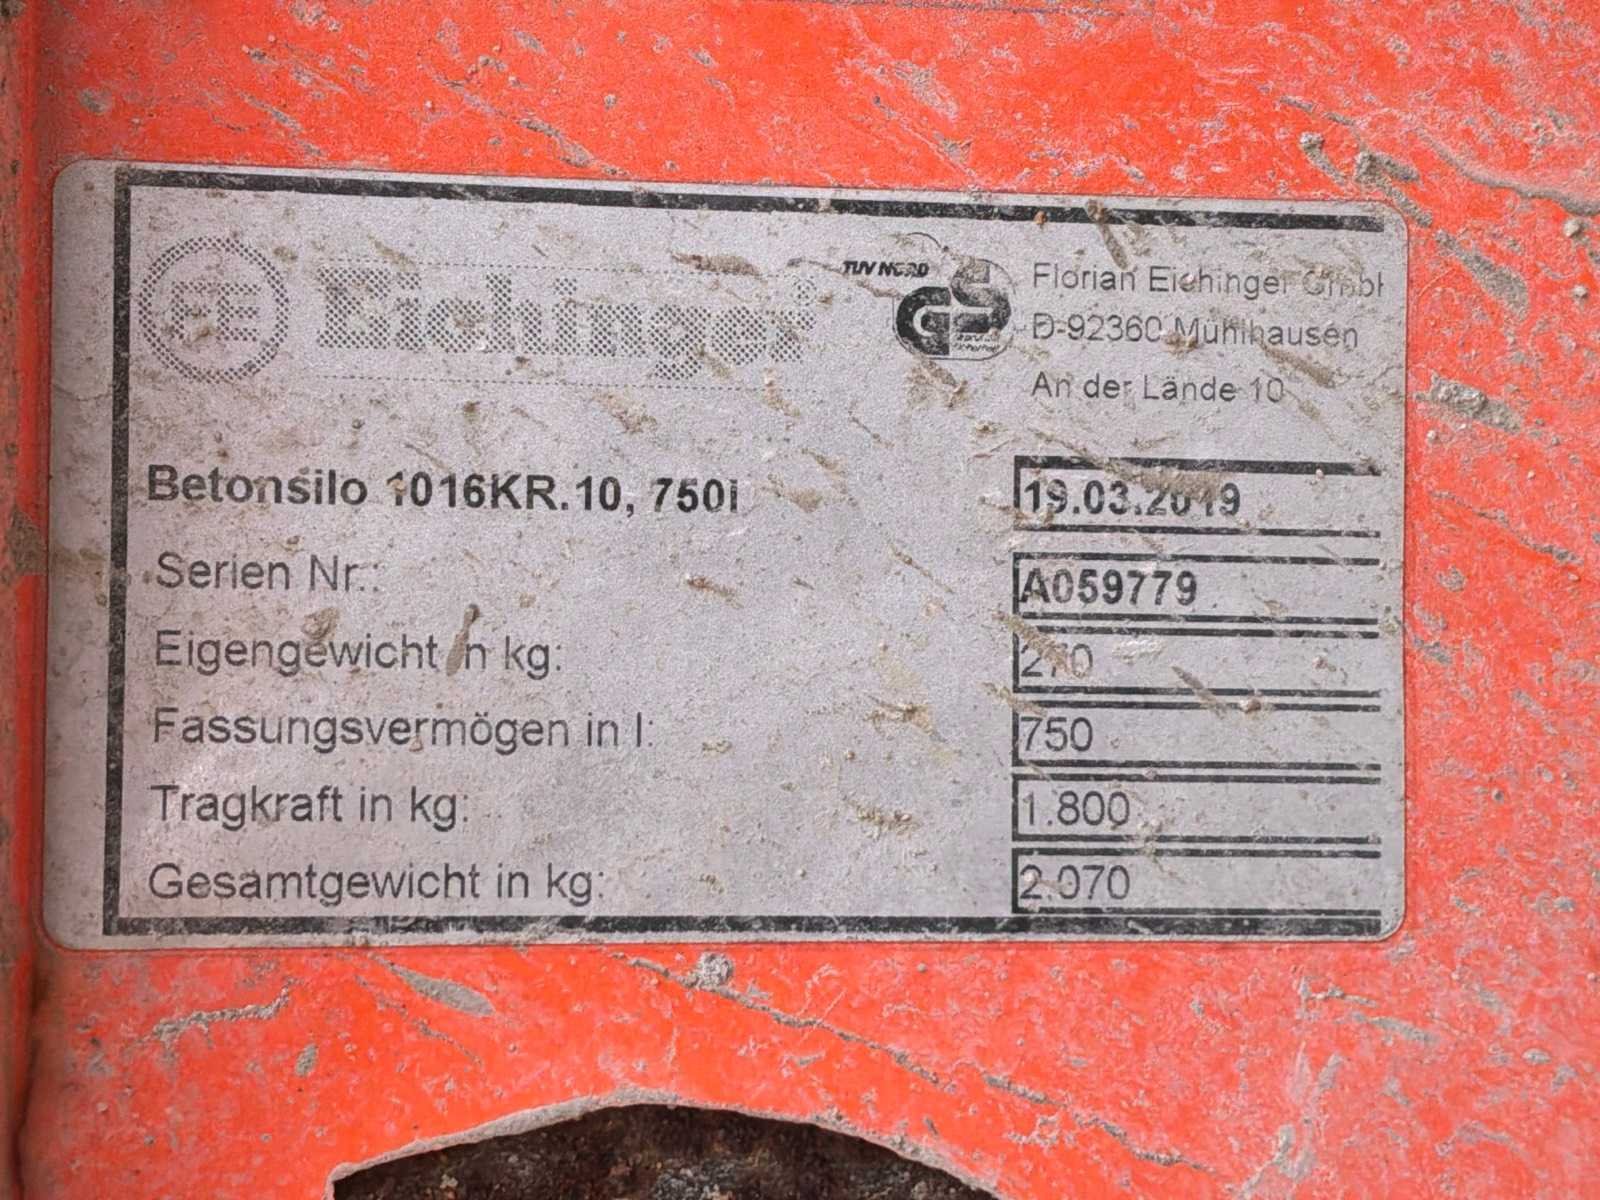 Eichinger®
TÜV NORD
GS
Florian Eichinger GmbH
D-92360 Mühlhausen
An der Lände 10
Betonsilo 1016KR.10, 750l
19.03.2019
Serien Nr.: A059779
Eigengewicht in kg: 270
Fassungsvermögen in l: 750
Tragkraft in kg: 1.800
Gesamtgewicht in kg: 2.070